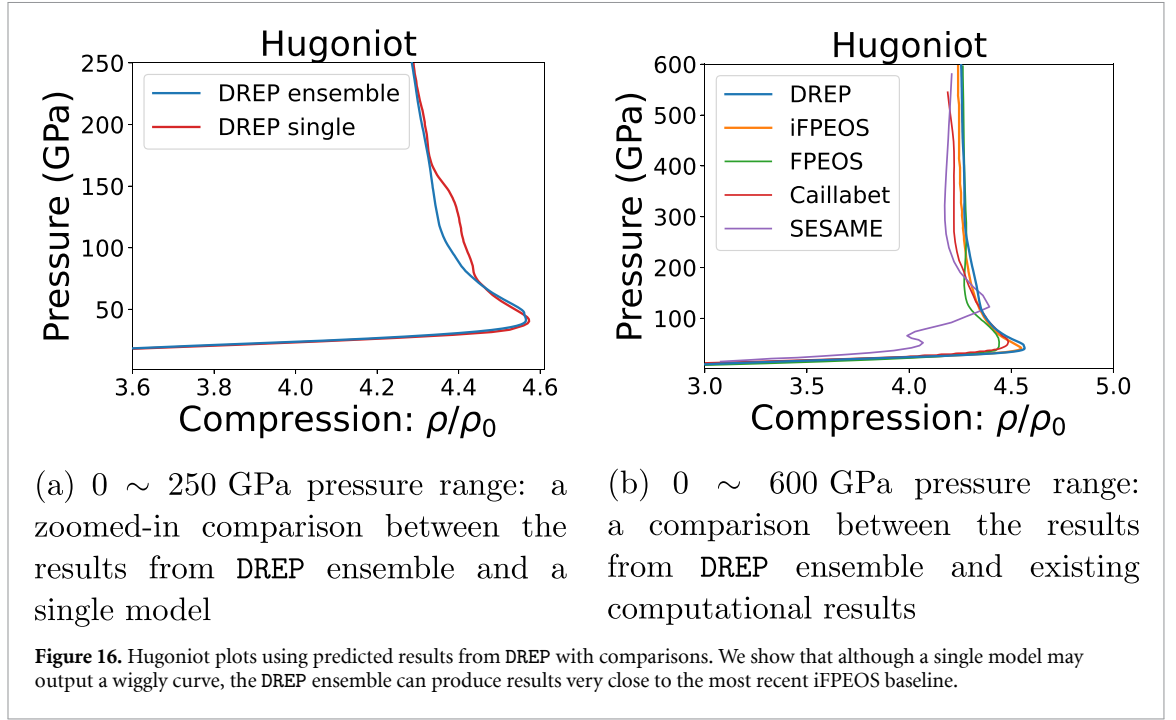 Hugoniot
250
200
150
100
50
Pressure (GPa)
DREP ensemble
DREP single
3.6 3.8 4.0 4.2 4.4 4.6
Compression: ρ/ρ₀
(a) 0 ∼ 250 GPa pressure range: a
zoomed-in comparison between the
results from DREP ensemble and a
single model
Hugoniot
600
500
400
300
200
100
Pressure (GPa)
DREP
iFPEOS
FPEOS
Caillabet
SESAME
3.0 3.5 4.0 4.5 5.0
Compression: ρ/ρ₀
(b) 0 ∼ 600 GPa pressure range:
a comparison between the results
from DREP ensemble and existing
computational results
Figure 16. Hugoniot plots using predicted results from DREP with comparisons. We show that although a single model may
output a wiggly curve, the DREP ensemble can produce results very close to the most recent iFPEOS baseline.